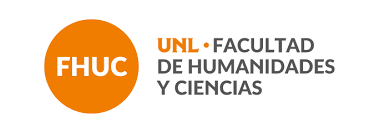 FHUC
UNL • FACULTAD
DE HUMANIDADES
Y CIENCIAS